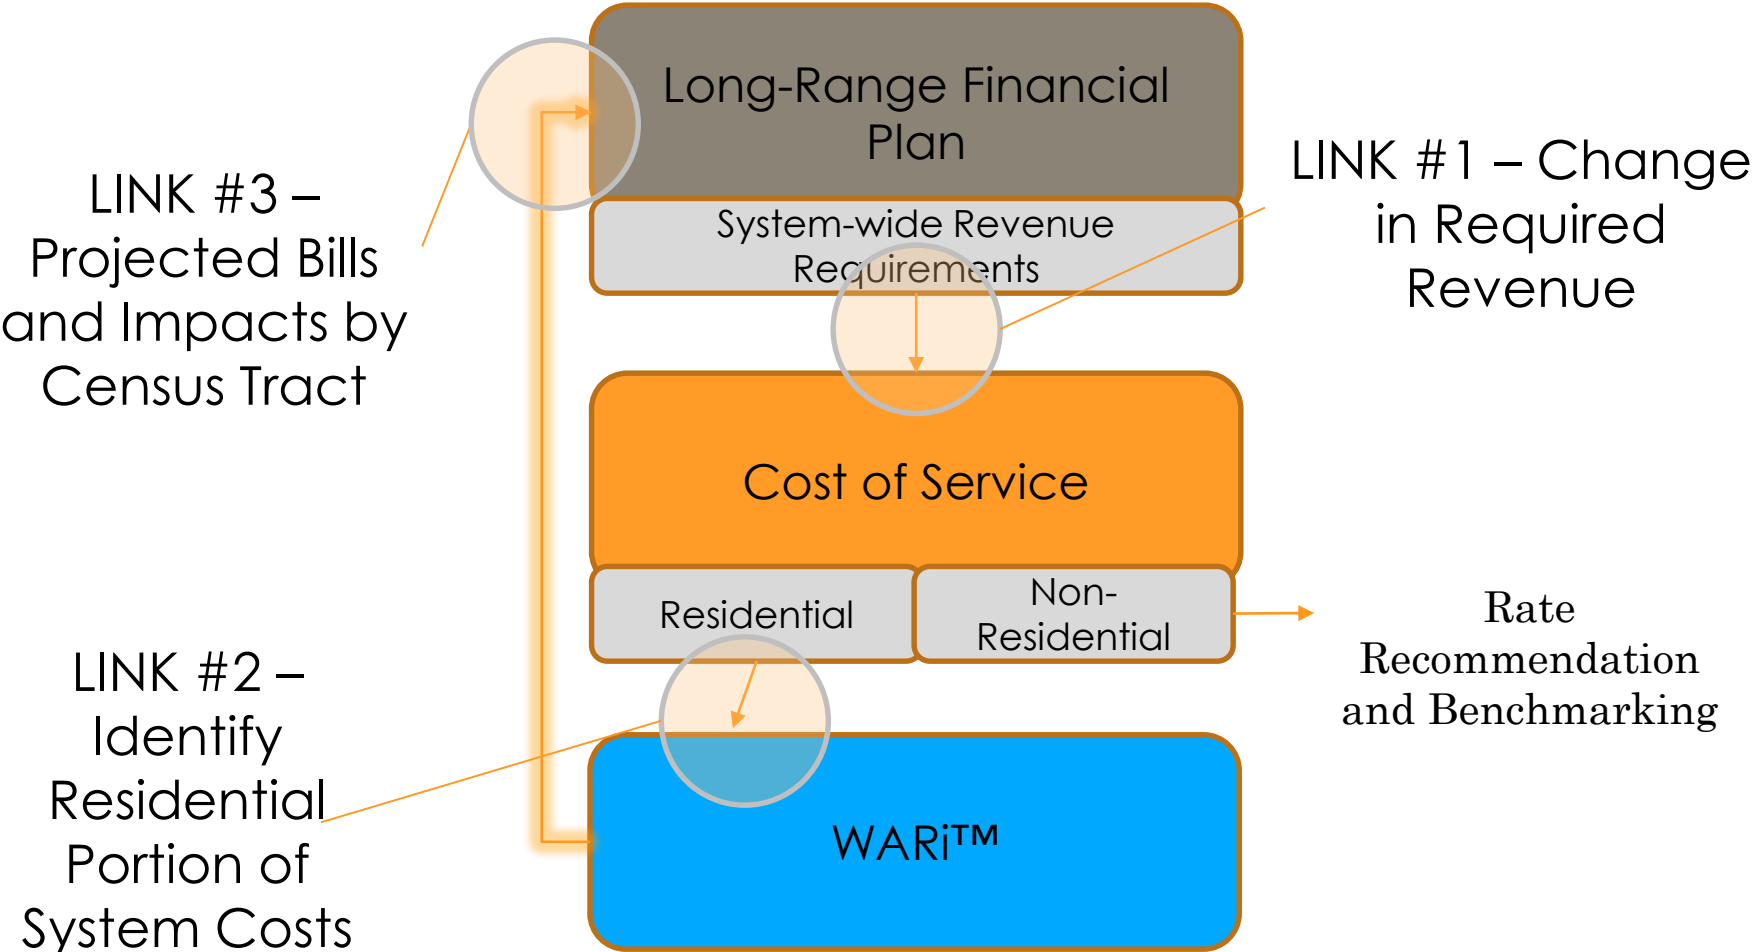 Long-Range Financial
Plan
System-wide Revenue
Requirements
LINK #1 – Change
in Required
Revenue
LINK #3 –
Projected Bills
and Impacts by
Census Tract
Cost of Service
Residential
Non-
Residential
Rate
Recommendation
and Benchmarking
LINK #2 –
Identify
Residential
Portion of
System Costs
WARi™